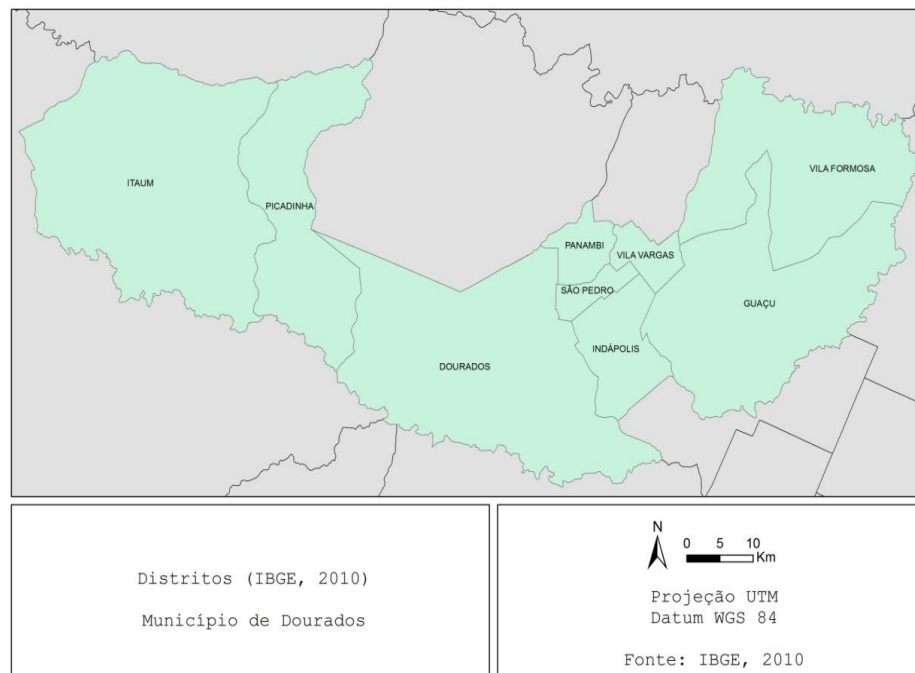 VILA FORMOSA
ITAUM
PICADINHA
PANAMBI
VILA VARGAS
SÃO PEDRO
GUAÇU
INDÁPOLIS
DOURADOS
Distritos (IBGE, 2010)
Município de Dourados
N
0 5 10
Km
Projeção UTM
Datum WGS 84
Fonte: IBGE, 2010